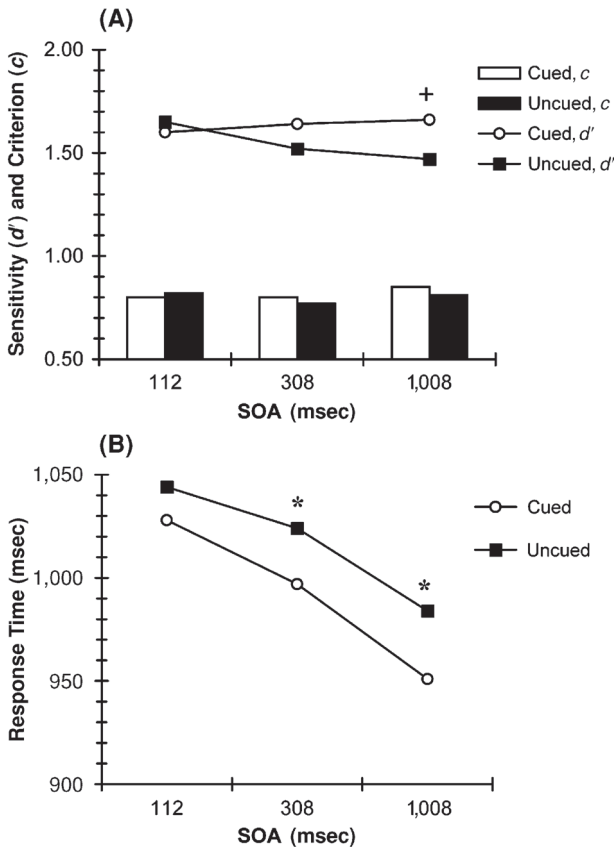 (A)
2.00
1.50
1.00
0.50
Sensitivity (d′) and Criterion (c)
+
112 308 1,008
SOA (msec)
Cued, c
Uncued, c
Cued, d′
Uncued, d′
(B)
1,050
1,000
950
900
Response Time (msec)
*
*
112 308 1,008
SOA (msec)
Cued
Uncued